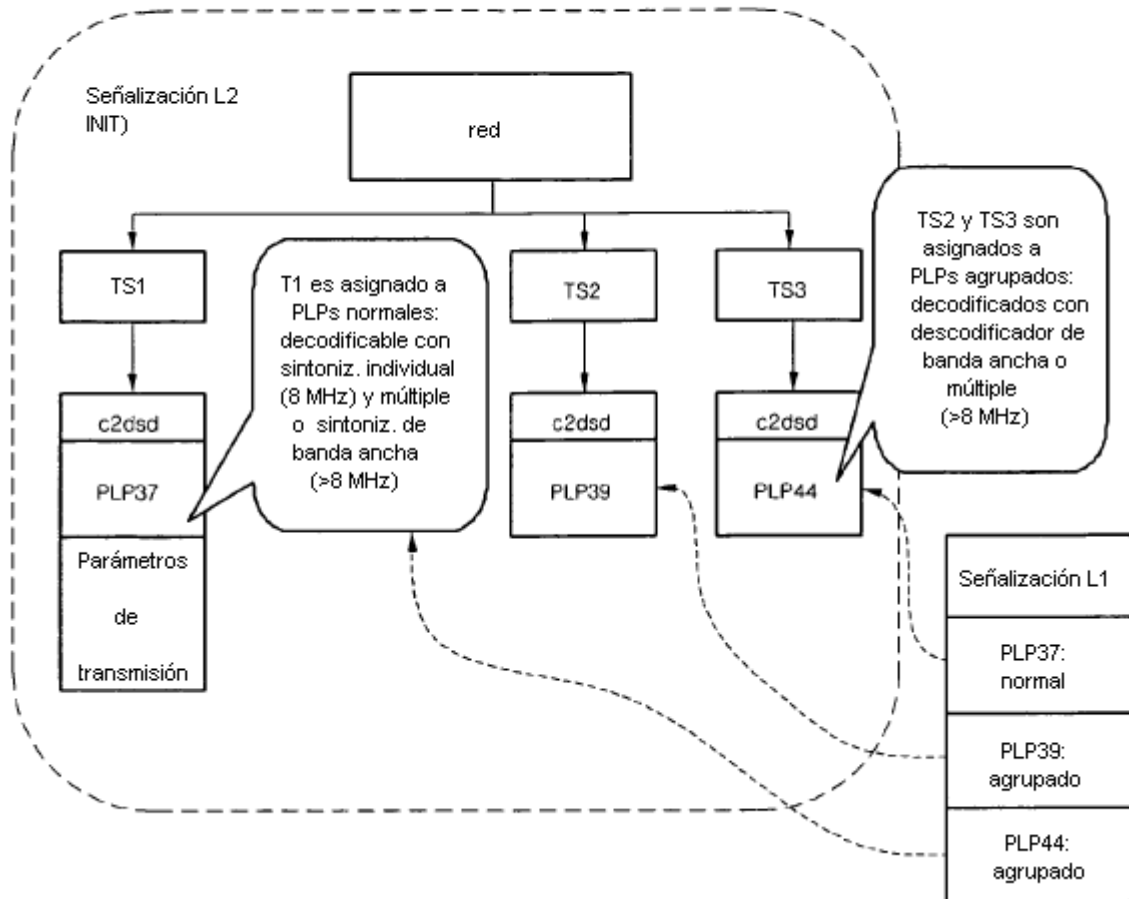 Señalización L2
INIT)
red
TS1
TS2
TS3
T1 es asignado a
PLPs normales:
decodificable con
sintoniz. individual
(8 MHz) y múltiple
o sintoniz. de
banda ancha
(>8 MHz)
TS2 y TS3 son
asignados a
PLPs agrupados:
decodificados con
descodificador de
banda ancha o
múltiple
(>8 MHz)
c2dsd
PLP37
Parámetros
de
transmisión
c2dsd
PLP39
c2dsd
PLP44
Señalización L1
PLP37:
normal
PLP39:
agrupado
PLP44:
agrupado